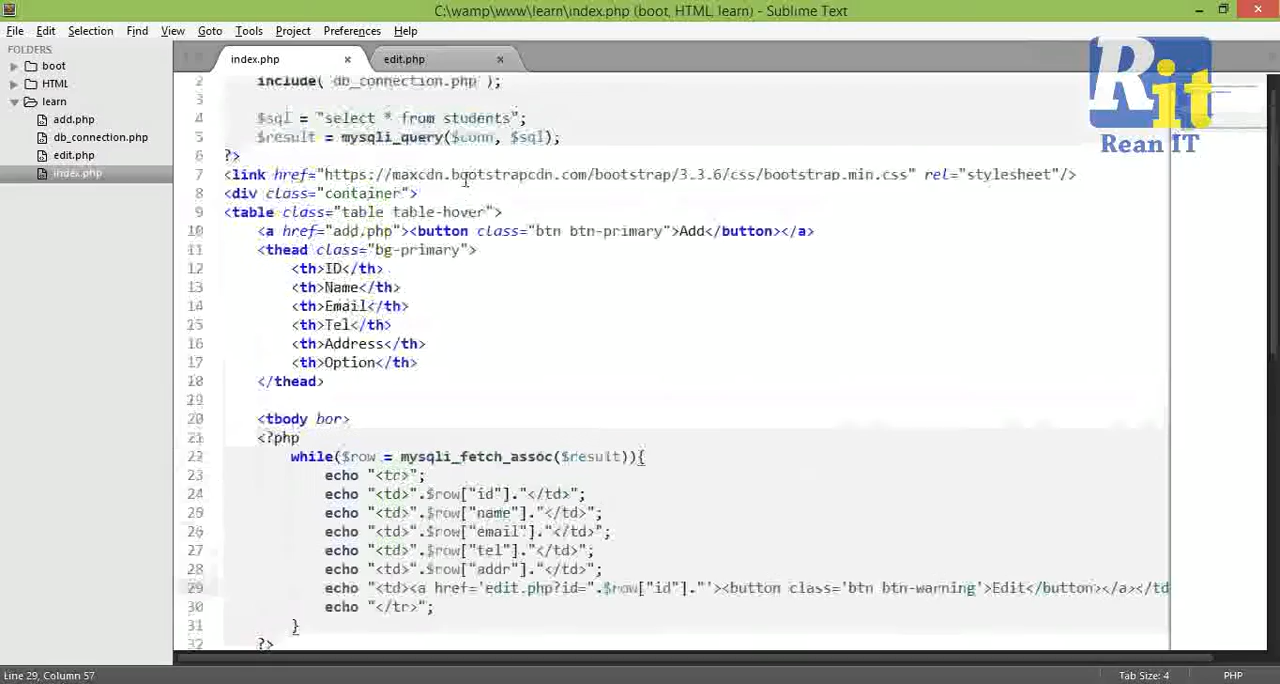 C:\wamp\www\learn\index.php (boot, HTML, learn) - Sublime Text
File Edit Selection Find View Goto Tools Project Preferences Help
FOLDERS
boot
HTML
learn
add.php
db_connection.php
edit.php
index.php
index.php × edit.php ×
Rit
Rean IT
2 include( db_connection.php );
3
4 $sql = "select * from students";
5 $result = mysqli_query($conn, $sql);
6 ?>
7 <link href="https://maxcdn.bootstrapcdn.com/bootstrap/3.3.6/css/bootstrap.min.css" rel="stylesheet"/>
8 <div class="container">
9 <table class="table table-hover">
10 <a href="add.php"><button class="btn btn-primary">Add</button></a>
11 <thead class="bg-primary">
12 <th>ID</th>
13 <th>Name</th>
14 <th>Email</th>
15 <th>Tel</th>
16 <th>Address</th>
17 <th>Option</th>
18 </thead>
19
20 <tbody bor>
21 <?php
22 while($row = mysqli_fetch_assoc($result)){
23 echo "<tr>";
24 echo "<td>".$row["id"]."</td>";
25 echo "<td>".$row["name"]."</td>";
26 echo "<td>".$row["email"]."</td>";
27 echo "<td>".$row["tel"]."</td>";
28 echo "<td>".$row["addr"]."</td>";
29 echo "<td><a href='edit.php?id=".$row["id"]."'><button class='btn btn-warning'>Edit</button></a></td
30 echo "</tr>";
31 }
32 ?>
Line 29, Column 57
Tab Size: 4
PHP